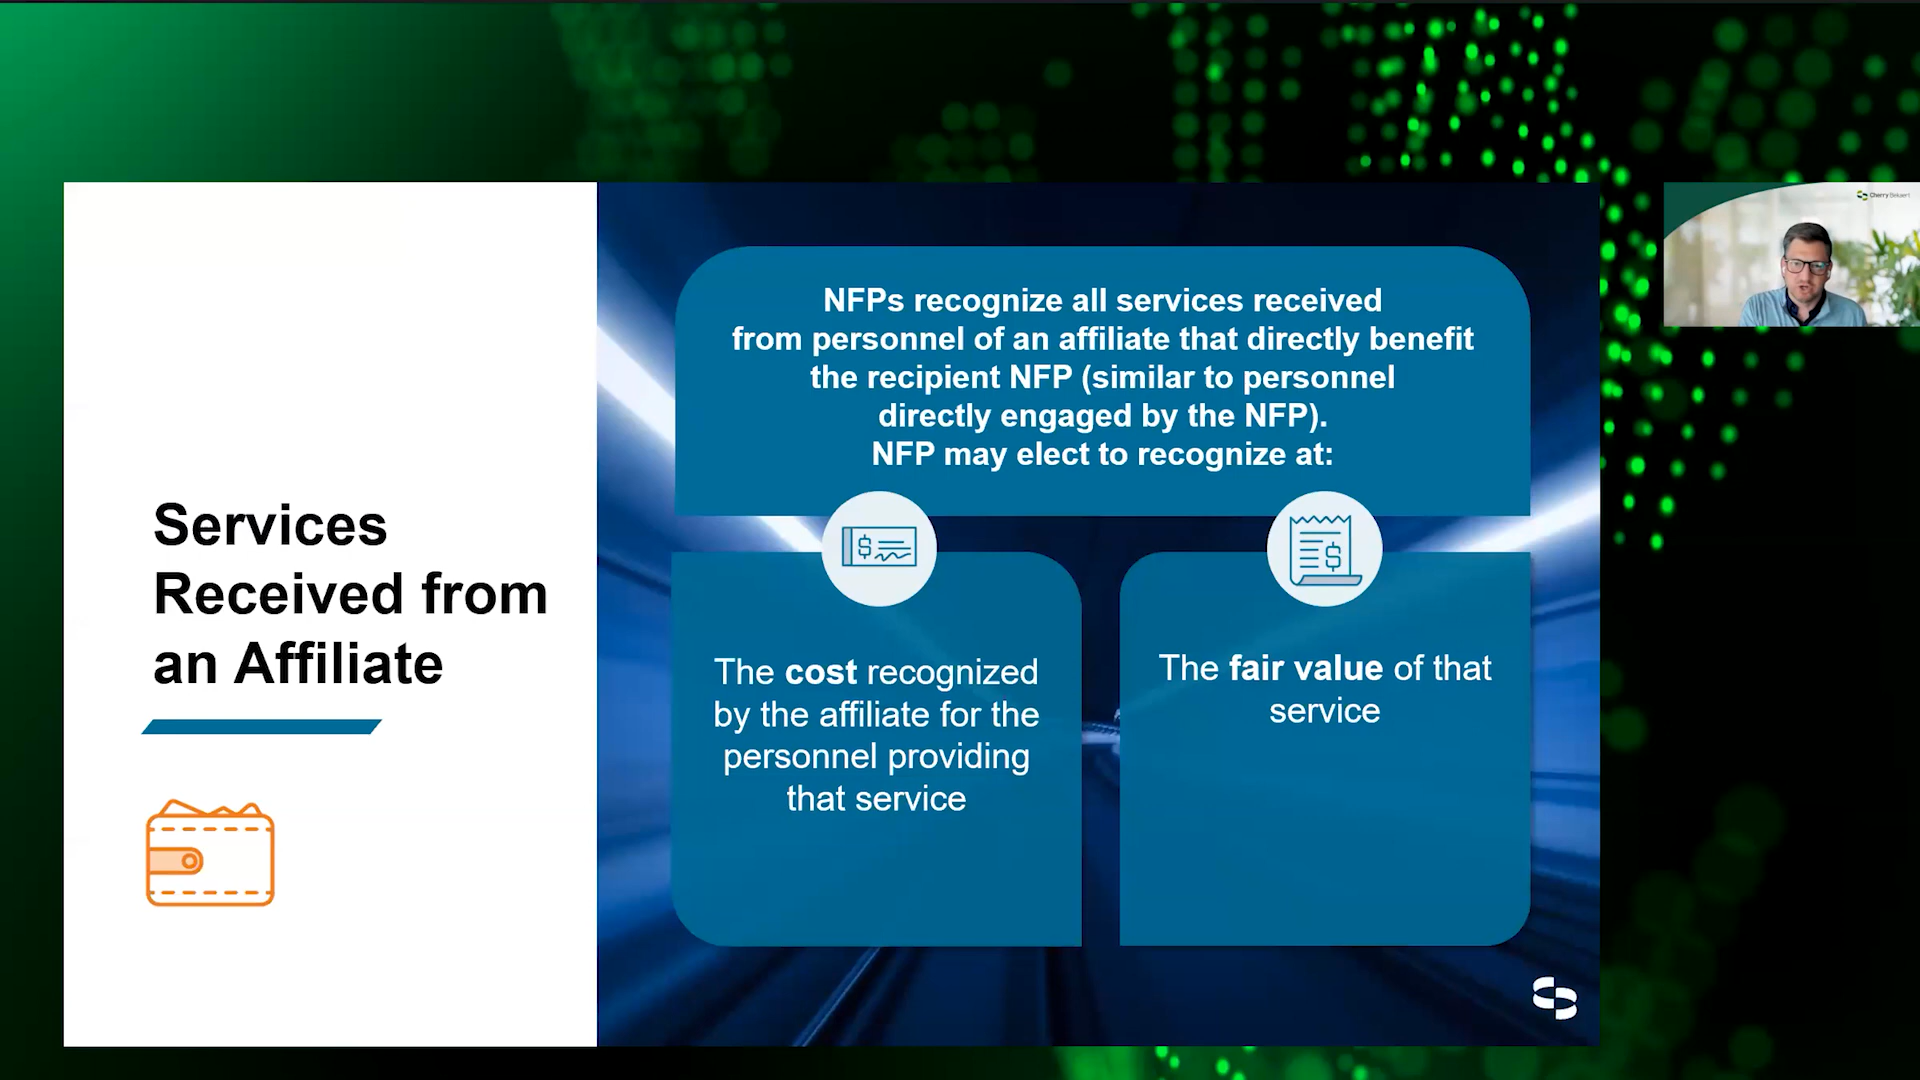 Services
Received from
an Affiliate
NFPs recognize all services received
from personnel of an affiliate that directly benefit
the recipient NFP (similar to personnel
directly engaged by the NFP).
NFP may elect to recognize at:
The cost recognized
by the affiliate for the
personnel providing
that service
The fair value of that
service
Cherry Bekaert